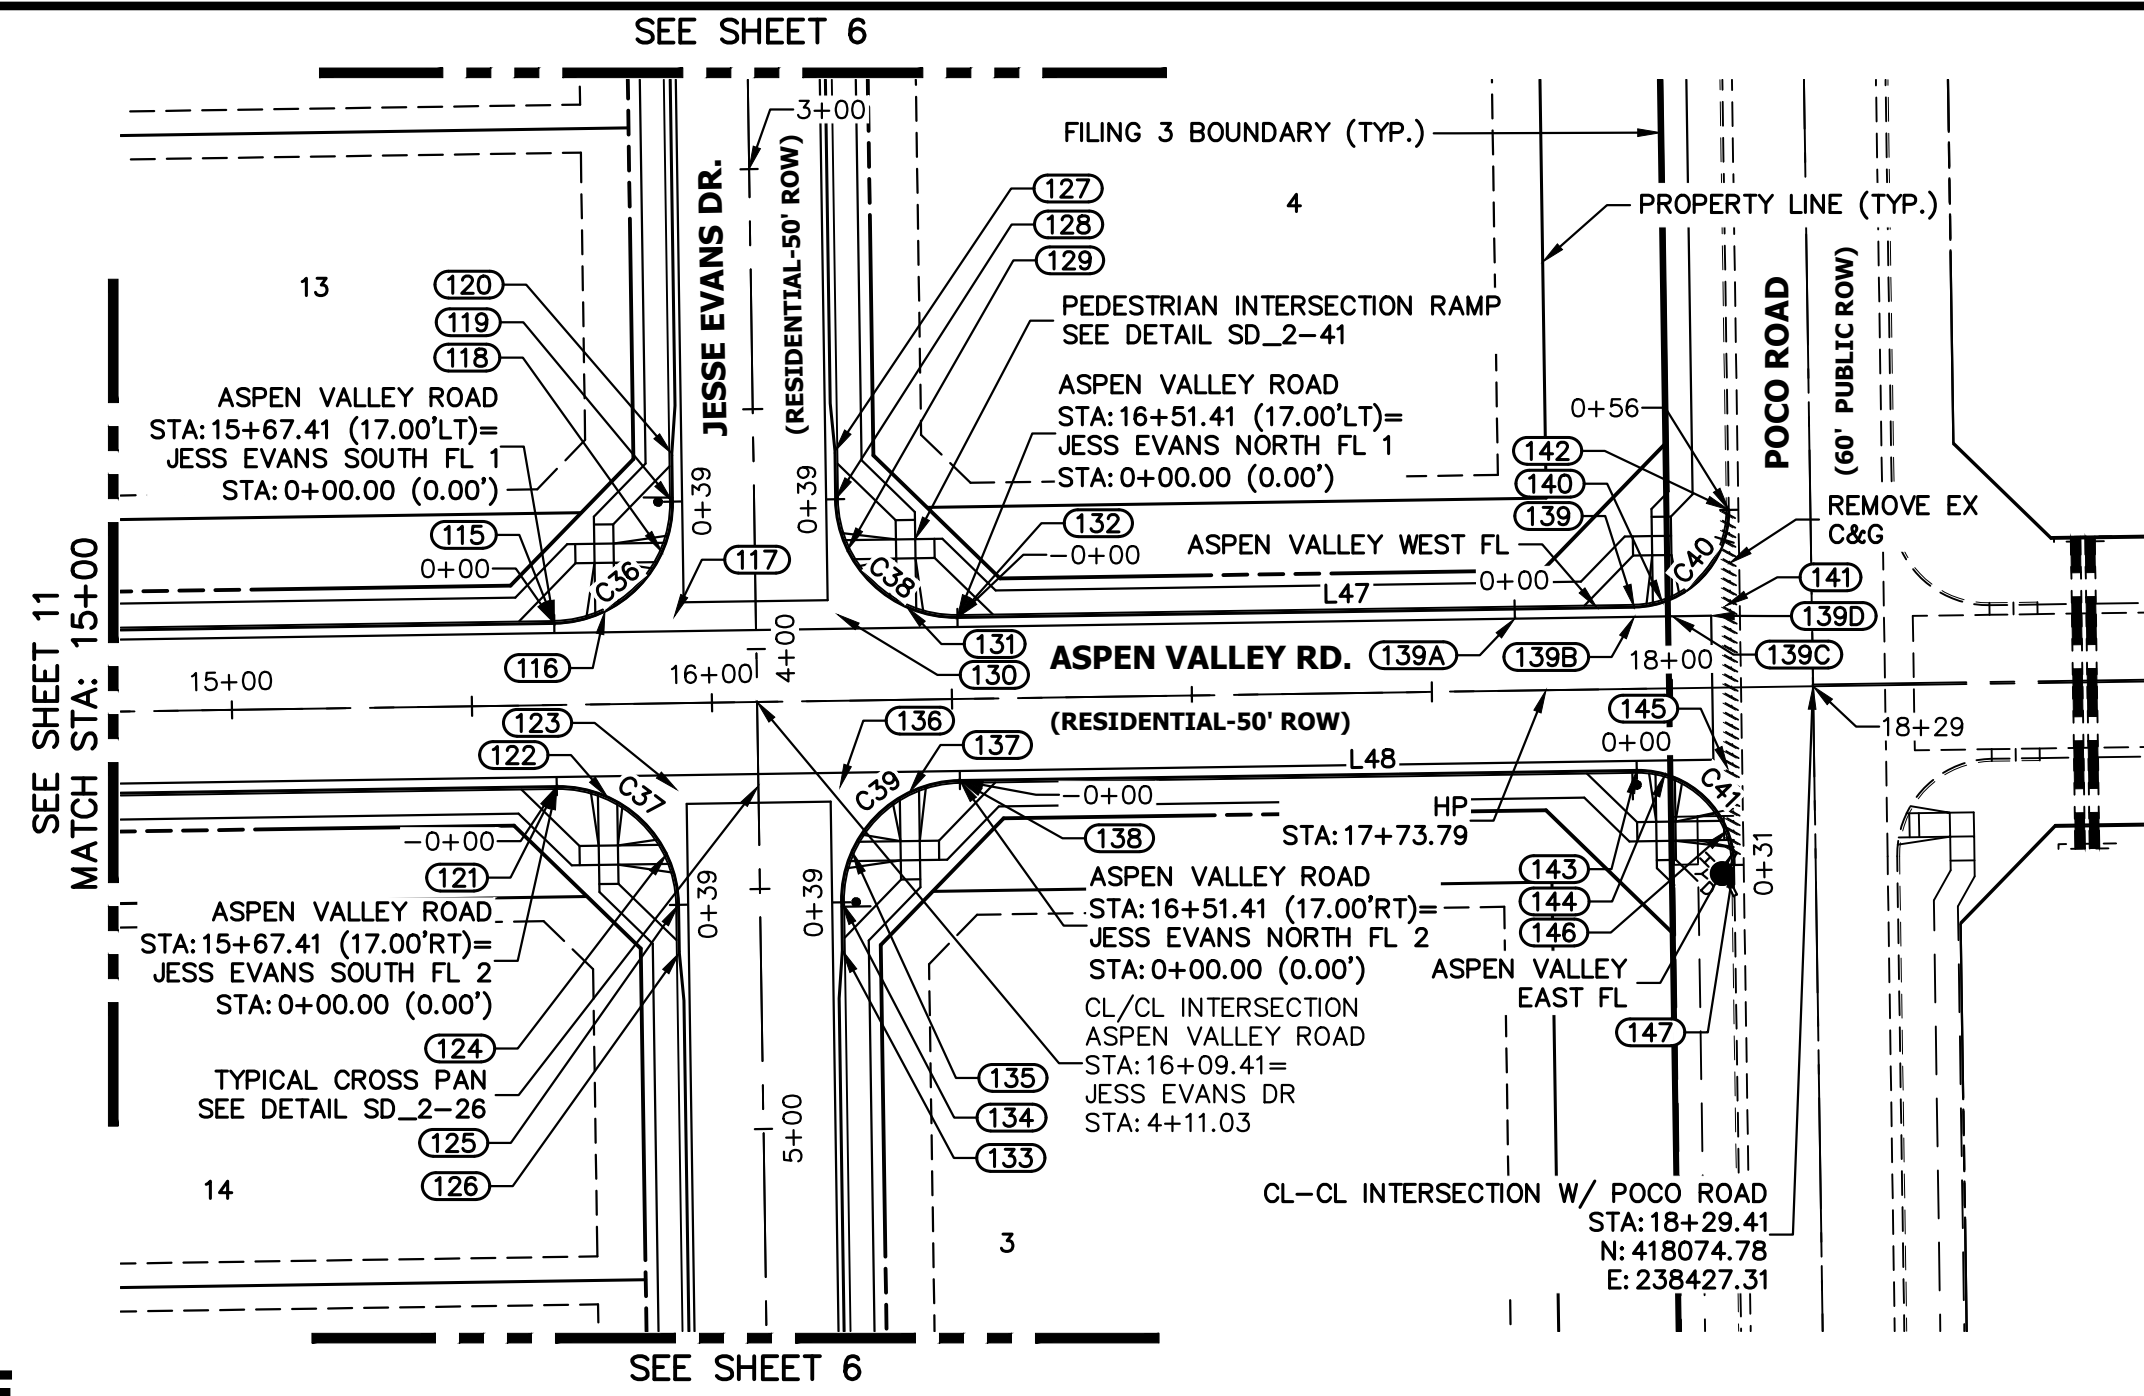 SEE SHEET 6
3+00
JESSE EVANS DR.
(RESIDENTIAL-50' ROW)
FILING 3 BOUNDARY (TYP.)
PROPERTY LINE (TYP.)
127
128
129
4
13
120
119
118
PEDESTRIAN INTERSECTION RAMP
SEE DETAIL SD_2-41
POCO ROAD
(60' PUBLIC ROW)
ASPEN VALLEY ROAD
STA:15+67.41 (17.00'LT)=
JESS EVANS SOUTH FL 1
STA:0+00.00 (0.00')
ASPEN VALLEY ROAD
STA:16+51.41 (17.00'LT)=
JESS EVANS NORTH FL 1
STA:0+00.00 (0.00')
0+56
142
140
139
REMOVE EX
C&G
0+39
0+39
115
0+00
C36
117
C38
132
-0+00
ASPEN VALLEY WEST FL
0+00
L47
C40
141
139D
SEE SHEET 11
MATCH STA: 15+00
116
131
130
ASPEN VALLEY RD.
139A
139B
18+00
139C
15+00
16+00
4+00
(RESIDENTIAL-50' ROW)
145
18+29
123
122
136
137
0+00
C37
C39
L48
C41
-0+00
-0+00
138
HP
STA:17+73.79
121
0+39
0+39
143
144
146
HYD
0+31
ASPEN VALLEY ROAD
STA:15+67.41 (17.00'RT)=
JESS EVANS SOUTH FL 2
STA:0+00.00 (0.00')
ASPEN VALLEY ROAD
STA:16+51.41 (17.00'RT)=
JESS EVANS NORTH FL 2
STA:0+00.00 (0.00')
ASPEN VALLEY
EAST FL
147
CL/CL INTERSECTION
ASPEN VALLEY ROAD
STA:16+09.41=
JESS EVANS DR
STA:4+11.03
124
TYPICAL CROSS PAN
SEE DETAIL SD_2-26
125
126
135
134
133
5+00
14
3
CL-CL INTERSECTION W/ POCO ROAD
STA:18+29.41
N:418074.78
E:238427.31
SEE SHEET 6